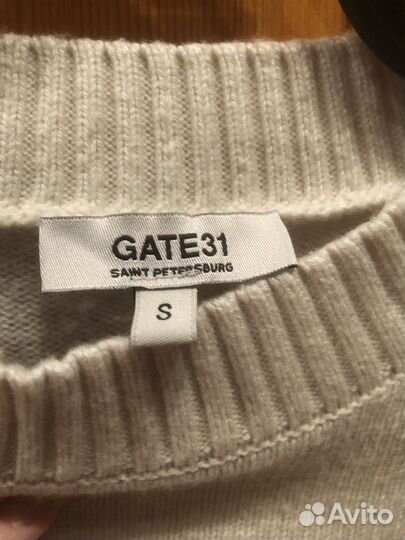 GATE31
SAINT PETERSBURG
S
Avito